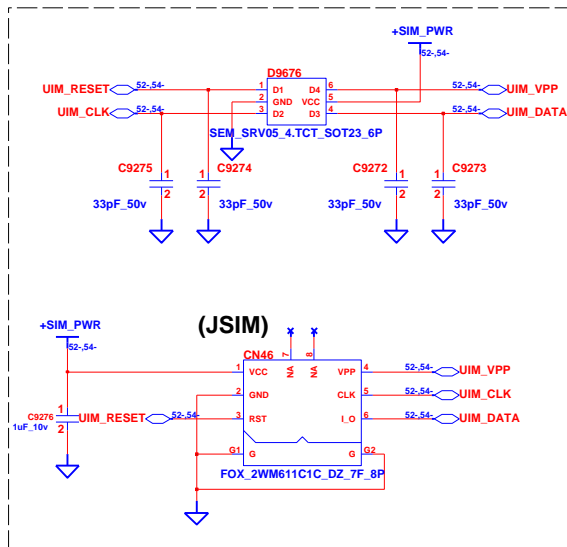 +SIM_PWR
52-,54-
D9676
UIM_RESET 52-,54- 1 D1 D4 6 52-,54- UIM_VPP
2 GND VCC 5
UIM_CLK 52-,54- 3 D2 D3 4 52-,54- UIM_DATA
SEM_SRV05_4.TCT_SOT23_6P
C9275 1 2 33pF_50v
C9274 1 2 33pF_50v
C9272 1 2 33pF_50v
C9273 1 2 33pF_50v
+SIM_PWR
52-,54-
(JSIM)
CN46
7 NA
8 NA
1 VCC VPP 4 52-,54- UIM_VPP
2 GND CLK 5 52-,54- UIM_CLK
UIM_RESET 52-,54- 3 RST I_O 6 52-,54- UIM_DATA
C9276 1 2
1uF_10v
G1 G G G2
FOX_2WM611C1C_DZ_7F_8P